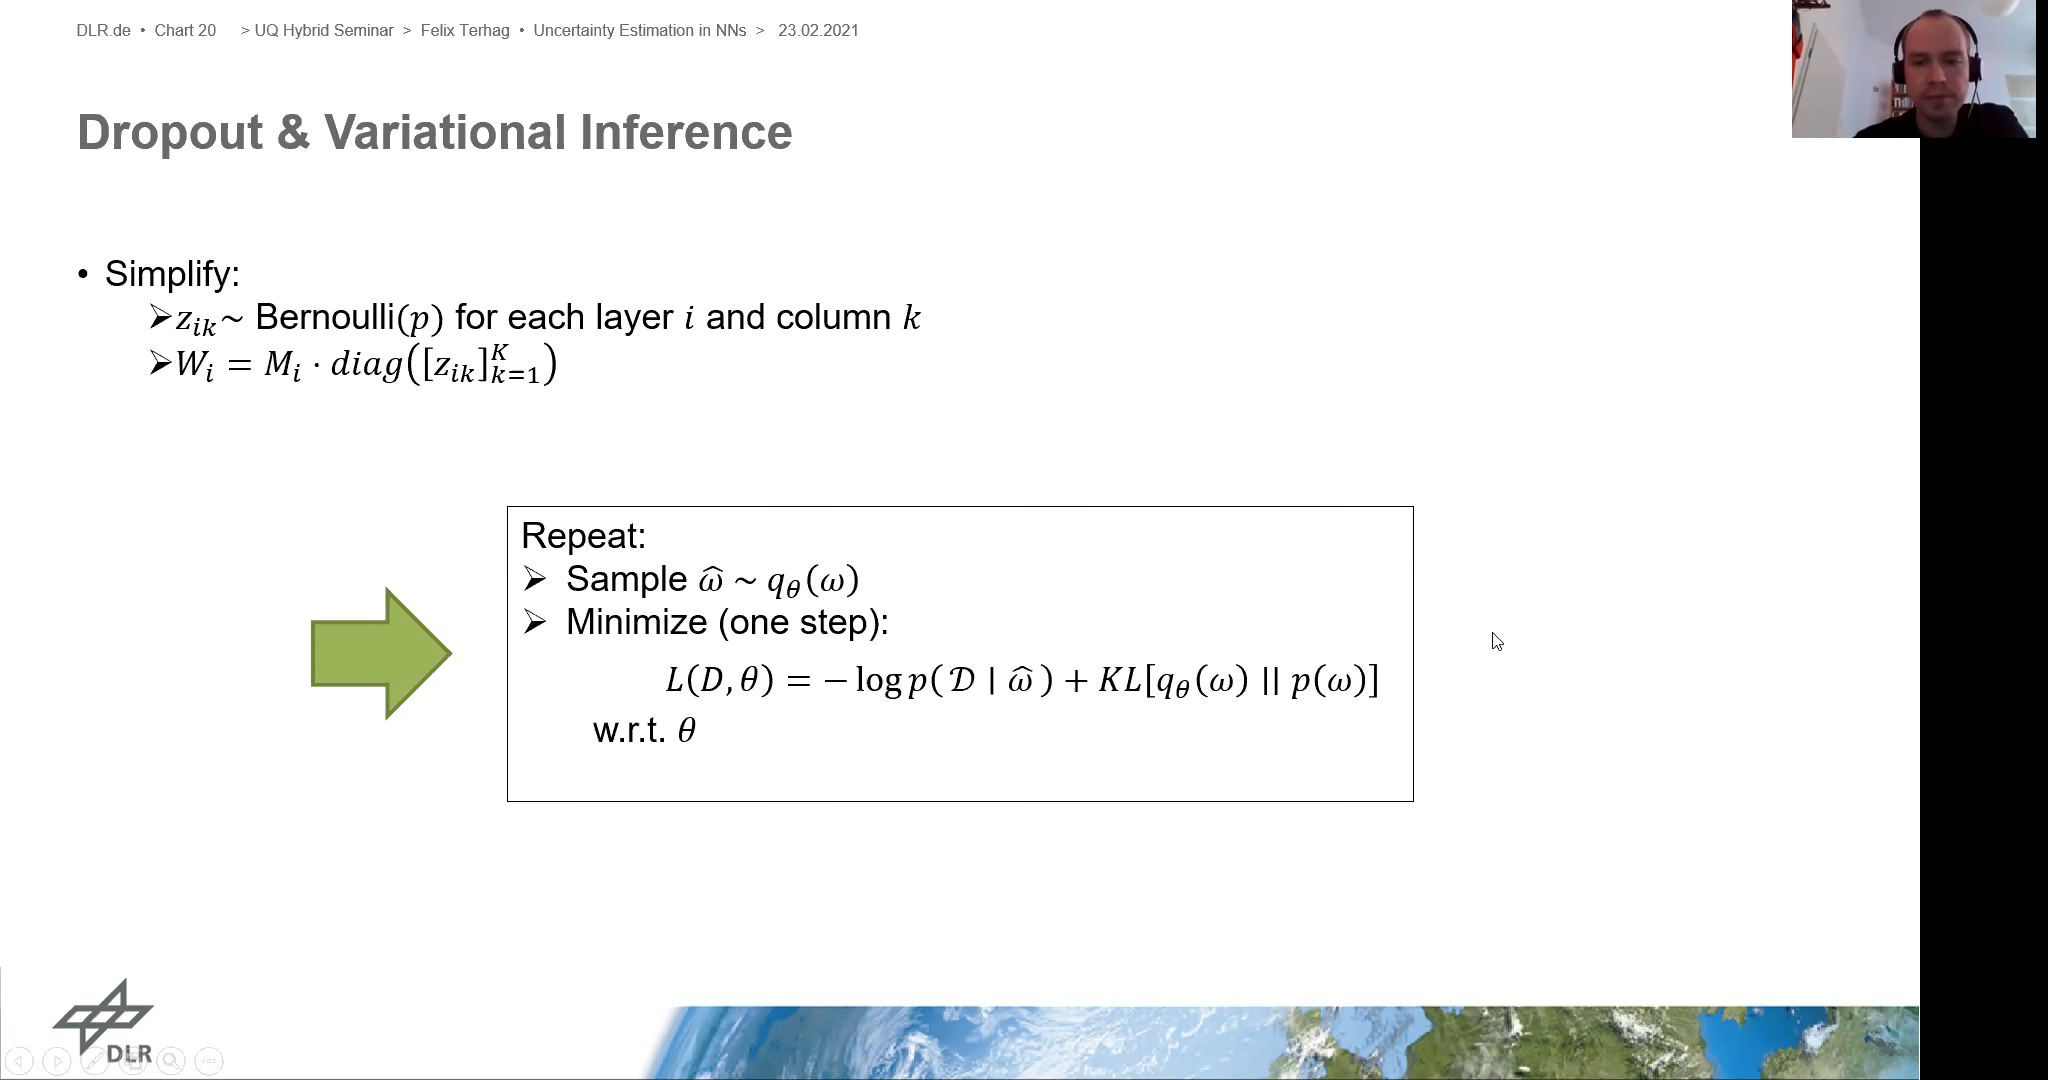 DLR.de • Chart 20 > UQ Hybrid Seminar > Felix Terhag • Uncertainty Estimation in NNs > 23.02.2021
Dropout & Variational Inference
• Simplify:
➢ z_{ik} ~ Bernoulli(p) for each layer i and column k
➢ W_i = M_i · diag([z_{ik}]_{k=1}^{K})
Repeat:
➢ Sample ω̂ ~ q_θ(ω)
➢ Minimize (one step):
L(D, θ) = − log p( 𝒟 | ω̂ ) + KL[q_θ(ω) || p(ω)]
w.r.t. θ
DLR